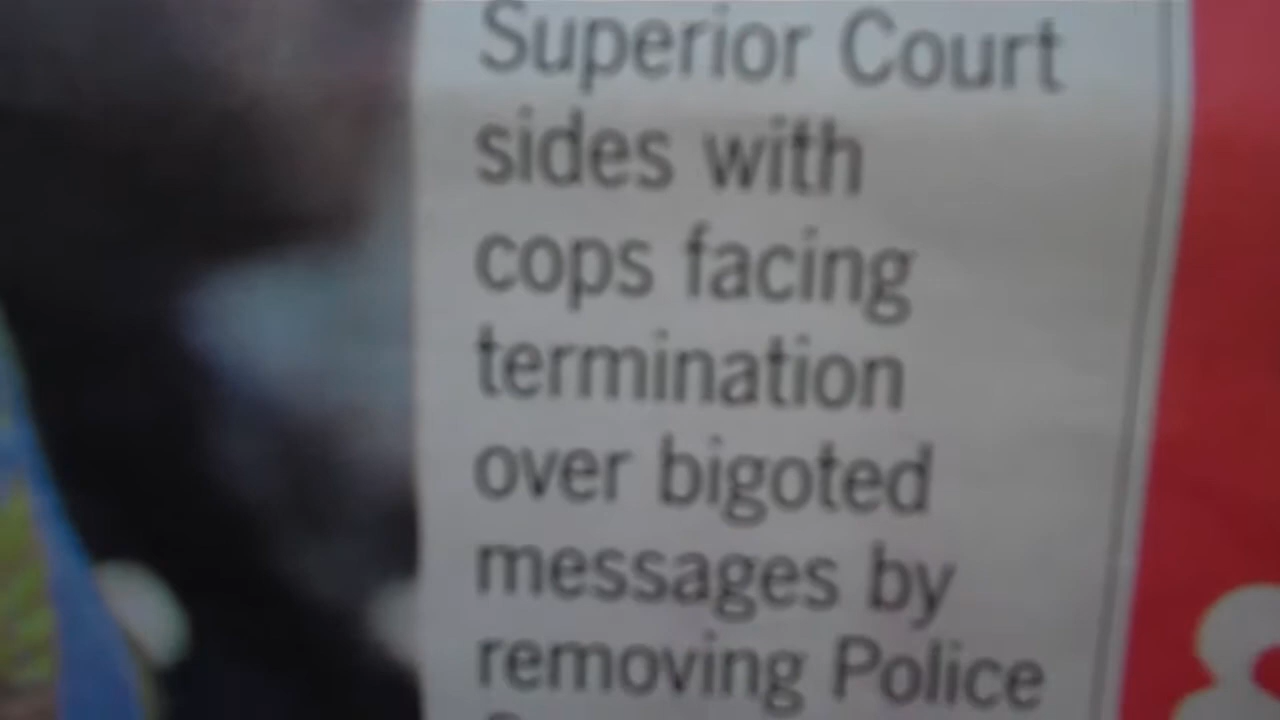 Superior Court
sides with
cops facing
termination
over bigoted
messages by
removing Police